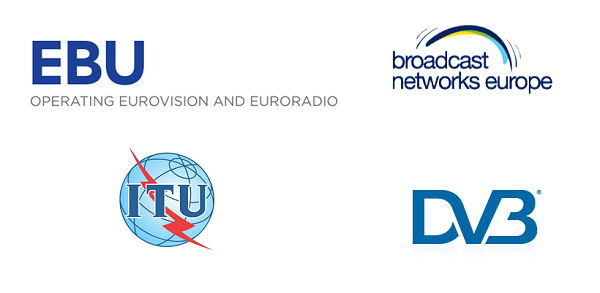 EBU
OPERATING EUROVISION AND EURORADIO
broadcast
networks europe
ITU
DVB®